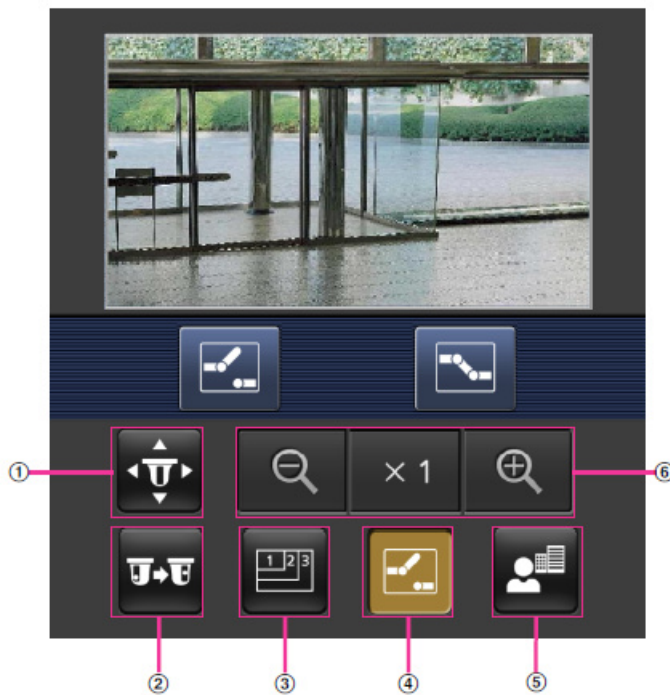 ① × 1 ⑥
1 2 3
② ③ ④ ⑤